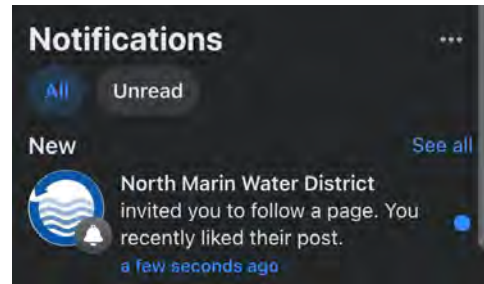 Notifications
...
All
Unread
New
See all
North Marin Water District
invited you to follow a page. You
recently liked their post.
a few seconds ago